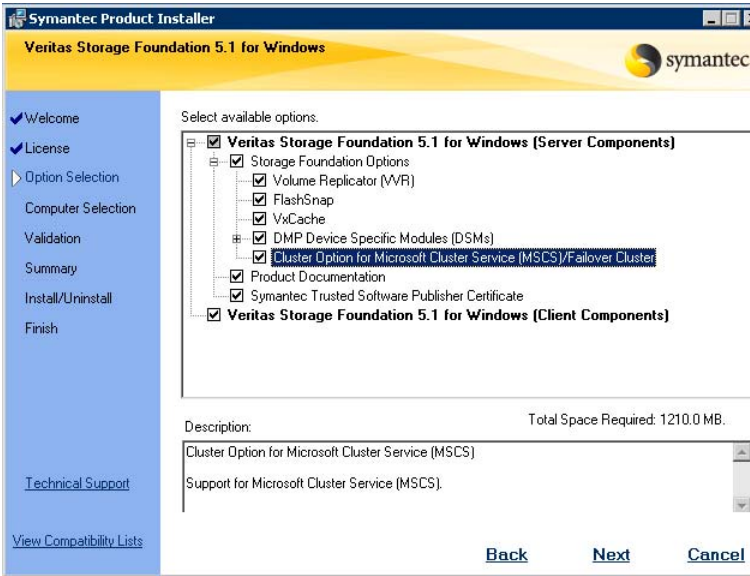 Symantec Product Installer
Veritas Storage Foundation 5.1 for Windows
symantec
Welcome
License
Option Selection
Computer Selection
Validation
Summary
Install/Uninstall
Finish
Technical Support
View Compatibility Lists
Select available options.
Veritas Storage Foundation 5.1 for Windows (Server Components)
Storage Foundation Options
Volume Replicator (VVR)
FlashSnap
VxCache
DMP Device Specific Modules (DSMs)
Cluster Option for Microsoft Cluster Service (MSCS)/Failover Cluster
Product Documentation
Symantec Trusted Software Publisher Certificate
Veritas Storage Foundation 5.1 for Windows (Client Components)
Total Space Required: 1210.0 MB.
Description:
Cluster Option for Microsoft Cluster Service (MSCS)
Support for Microsoft Cluster Service (MSCS).
Back Next Cancel